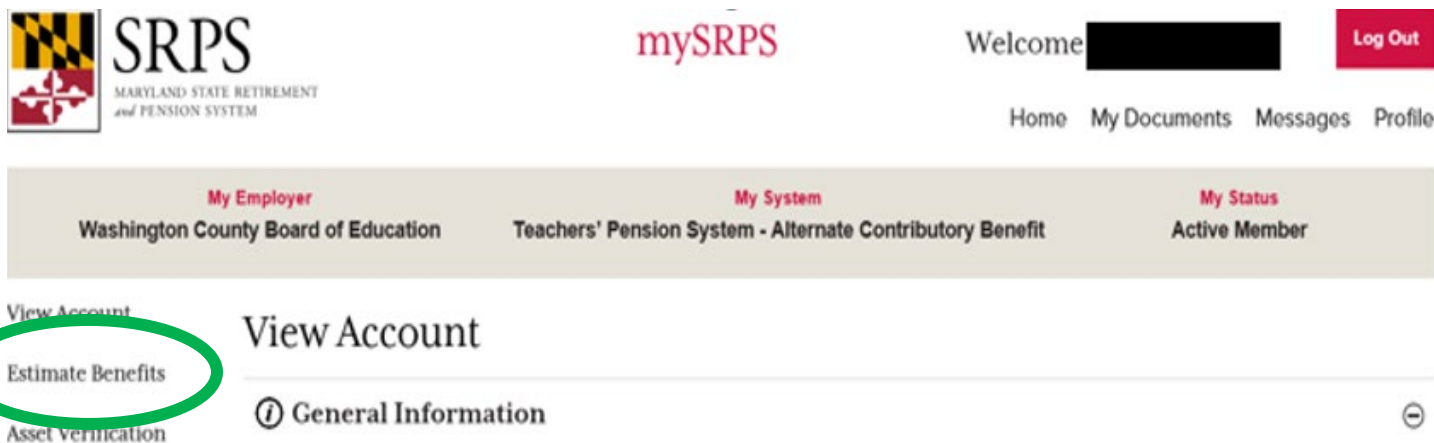 SRPS
MARYLAND STATE RETIREMENT
and PENSION SYSTEM
mySRPS
Welcome
Log Out
Home My Documents Messages Profile
My Employer
Washington County Board of Education
My System
Teachers' Pension System - Alternate Contributory Benefit
My Status
Active Member
View Account
Estimate Benefits
Asset Verification
View Account
General Information